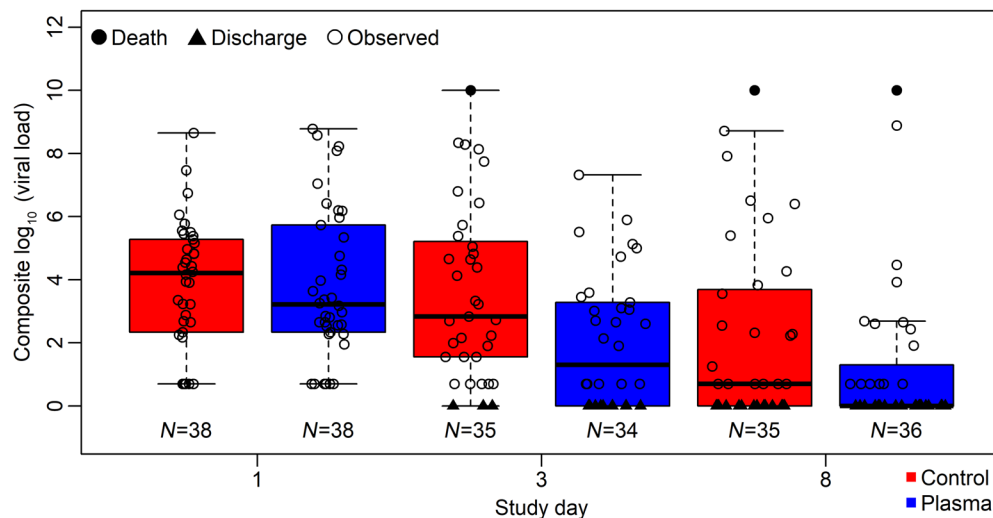 Death Discharge Observed
Composite log10 (viral load)
12
10
8
6
4
2
0
N=38 N=38 N=35 N=34 N=35 N=36
1 3 8
Study day
Control
Plasma